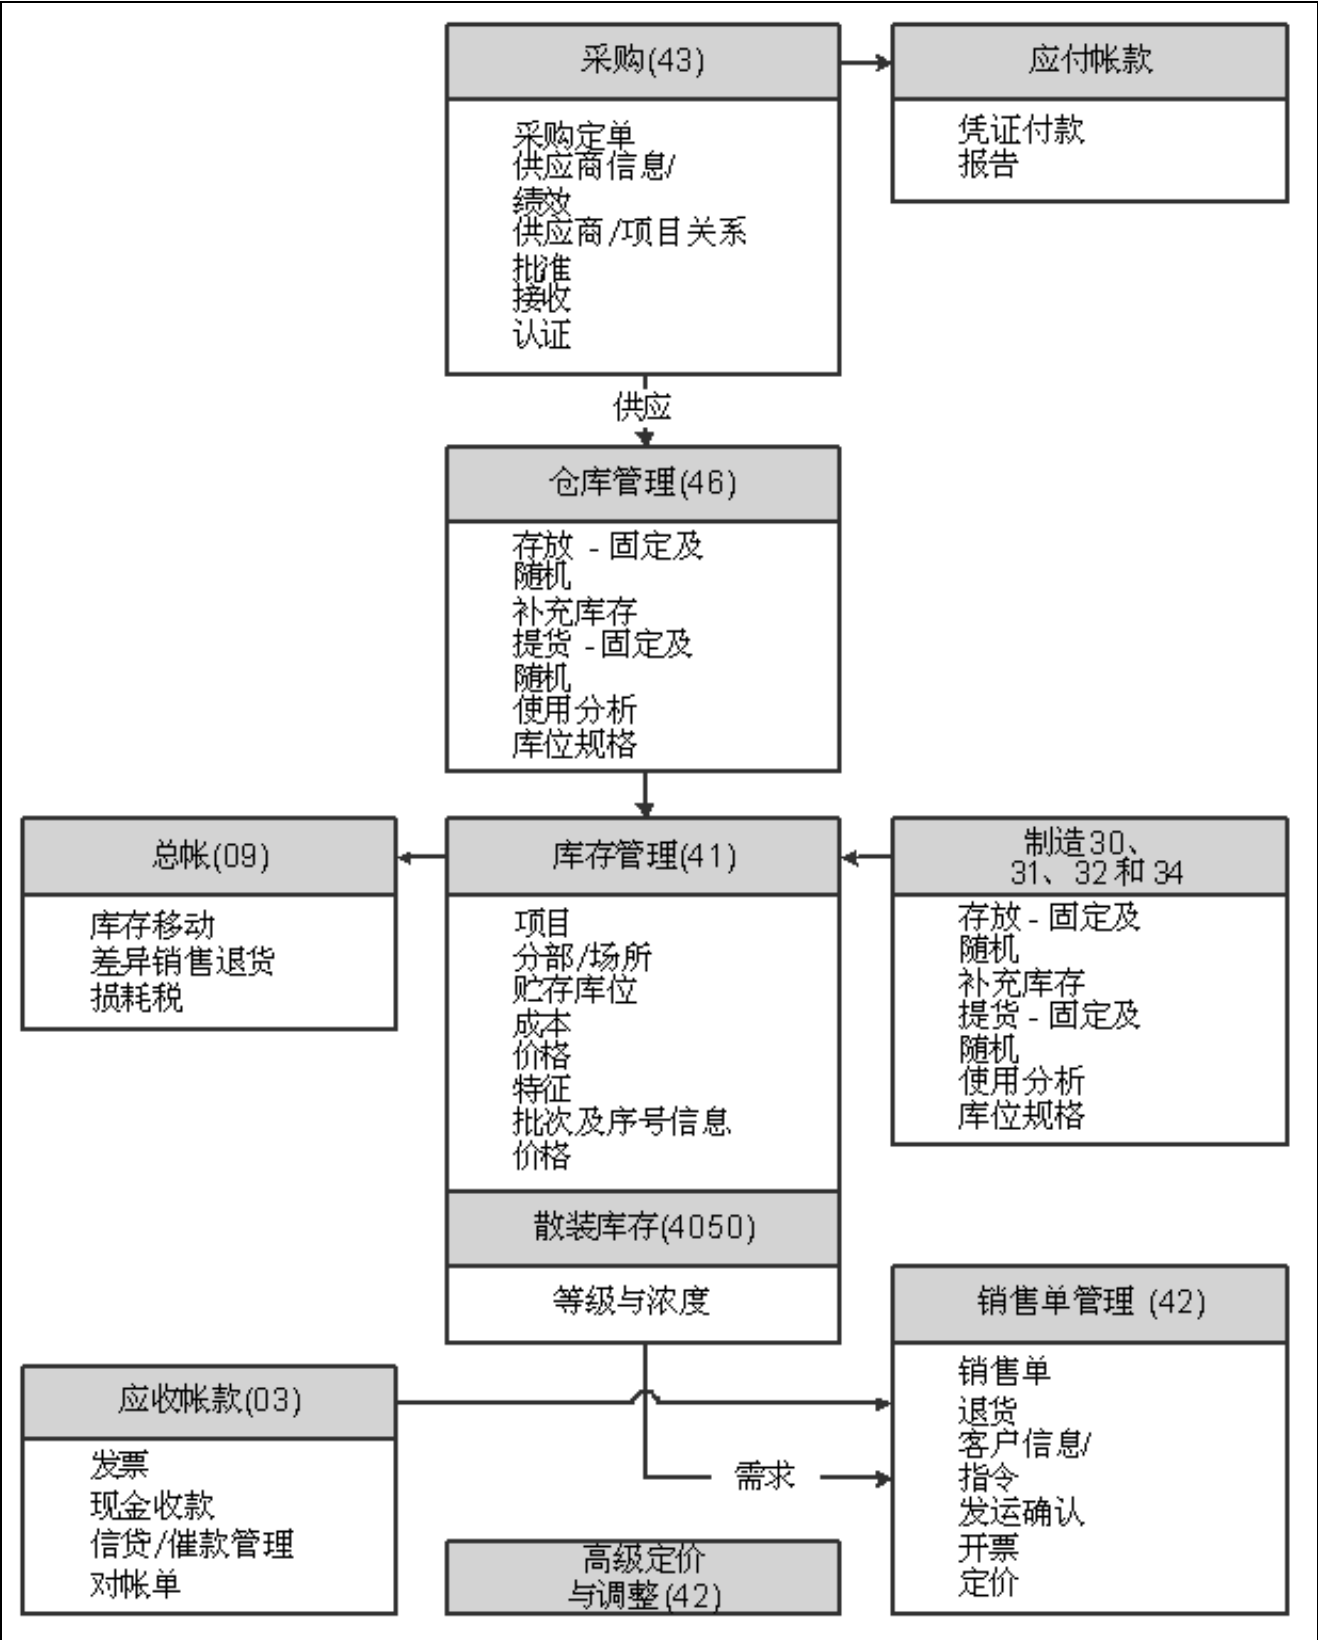 采购(43)
采购定单
供应商信息/
绩效
供应商/项目关系
批准
接收
认证
应付帐款
凭证付款
报告
供应
仓库管理(46)
存放 - 固定及
随机
补充库存
提货 - 固定及
随机
使用分析
库位规格
总帐(09)
库存移动
差异销售退货
损耗税
库存管理(41)
项目
分部/场所
贮存库位
成本
价格
特征
批次及序号信息
价格
散装库存(4050)
等级与浓度
制造30、
31、32和34
存放 - 固定及
随机
补充库存
提货 - 固定及
随机
使用分析
库位规格
应收帐款(03)
发票
现金收款
信贷/催款管理
对帐单
需求
高级定价
与调整(42)
销售单管理 (42)
销售单
退货
客户信息/
指令
发运确认
开票
定价